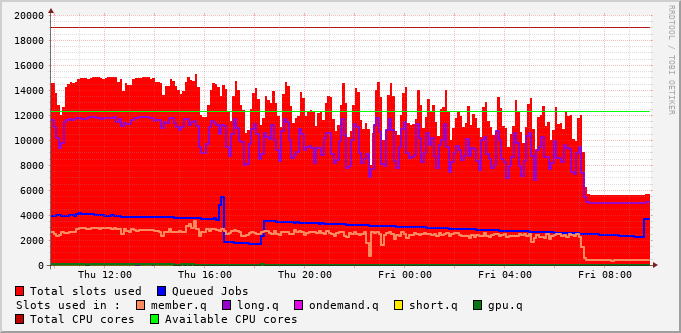 20000
18000
16000
14000
12000
10000
8000
6000
4000
2000
0
Thu 12:00 Thu 16:00 Thu 20:00 Fri 00:00 Fri 04:00 Fri 08:00
RRDTOOL / TOBI OETIKER
Total slots used Queued Jobs
Slots used in : member.q long.q ondemand.q short.q gpu.q
Total CPU cores Available CPU cores